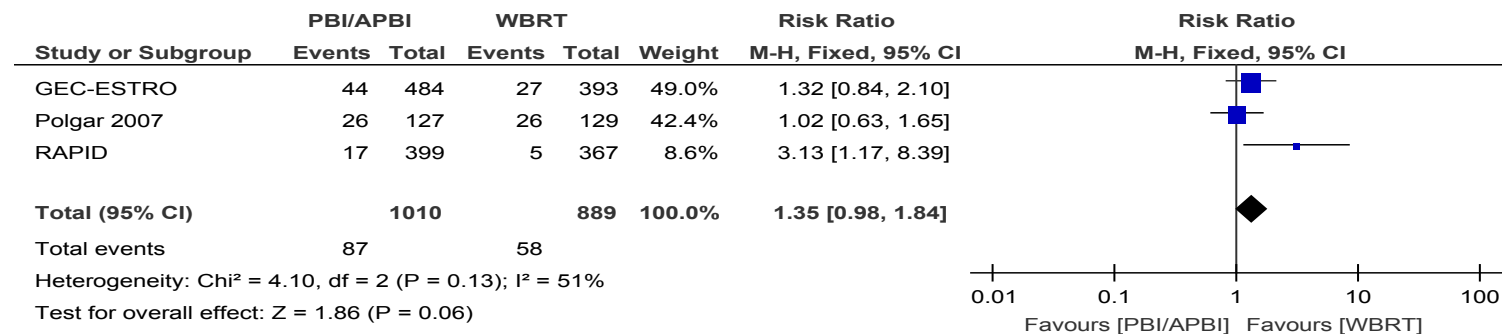 PBI/APBI WBRT Risk Ratio Risk Ratio
Study or Subgroup Events Total Events Total Weight M-H, Fixed, 95% CI M-H, Fixed, 95% CI
GEC-ESTRO 44 484 27 393 49.0% 1.32 [0.84, 2.10]
Polgar 2007 26 127 26 129 42.4% 1.02 [0.63, 1.65]
RAPID 17 399 5 367 8.6% 3.13 [1.17, 8.39]
Total (95% CI) 1010 889 100.0% 1.35 [0.98, 1.84]
Total events 87 58
Heterogeneity: Chi² = 4.10, df = 2 (P = 0.13); I² = 51%
Test for overall effect: Z = 1.86 (P = 0.06)
0.01 0.1 1 10 100
Favours [PBI/APBI] Favours [WBRT]